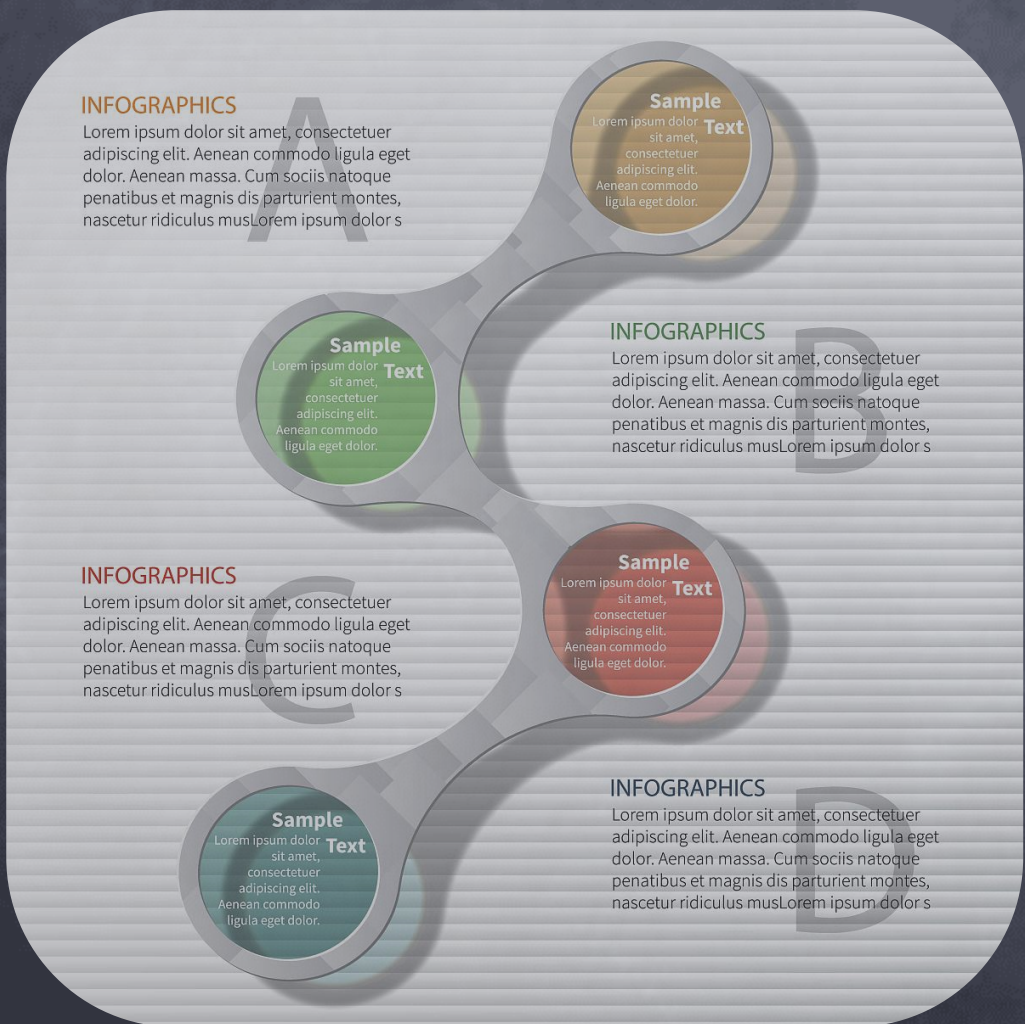 INFOGRAPHICS
Lorem ipsum dolor sit amet, consectetuer
adipiscing elit. Aenean commodo ligula eget
dolor. Aenean massa. Cum sociis natoque
penatibus et magnis dis parturient montes,
nascetur ridiculus musLorem ipsum dolor s
A
Sample
Text
Lorem ipsum dolor
sit amet,
consectetuer
adipiscing elit.
Aenean commodo
ligula eget dolor.
Sample
Text
Lorem ipsum dolor
sit amet,
consectetuer
adipiscing elit.
Aenean commodo
ligula eget dolor.
INFOGRAPHICS
Lorem ipsum dolor sit amet, consectetuer
adipiscing elit. Aenean commodo ligula eget
dolor. Aenean massa. Cum sociis natoque
penatibus et magnis dis parturient montes,
nascetur ridiculus musLorem ipsum dolor s
B
INFOGRAPHICS
Lorem ipsum dolor sit amet, consectetuer
adipiscing elit. Aenean commodo ligula eget
dolor. Aenean massa. Cum sociis natoque
penatibus et magnis dis parturient montes,
nascetur ridiculus musLorem ipsum dolor s
C
Sample
Text
Lorem ipsum dolor
sit amet,
consectetuer
adipiscing elit.
Aenean commodo
ligula eget dolor.
Sample
Text
Lorem ipsum dolor
sit amet,
consectetuer
adipiscing elit.
Aenean commodo
ligula eget dolor.
INFOGRAPHICS
Lorem ipsum dolor sit amet, consectetuer
adipiscing elit. Aenean commodo ligula eget
dolor. Aenean massa. Cum sociis natoque
penatibus et magnis dis parturient montes,
nascetur ridiculus musLorem ipsum dolor s
D